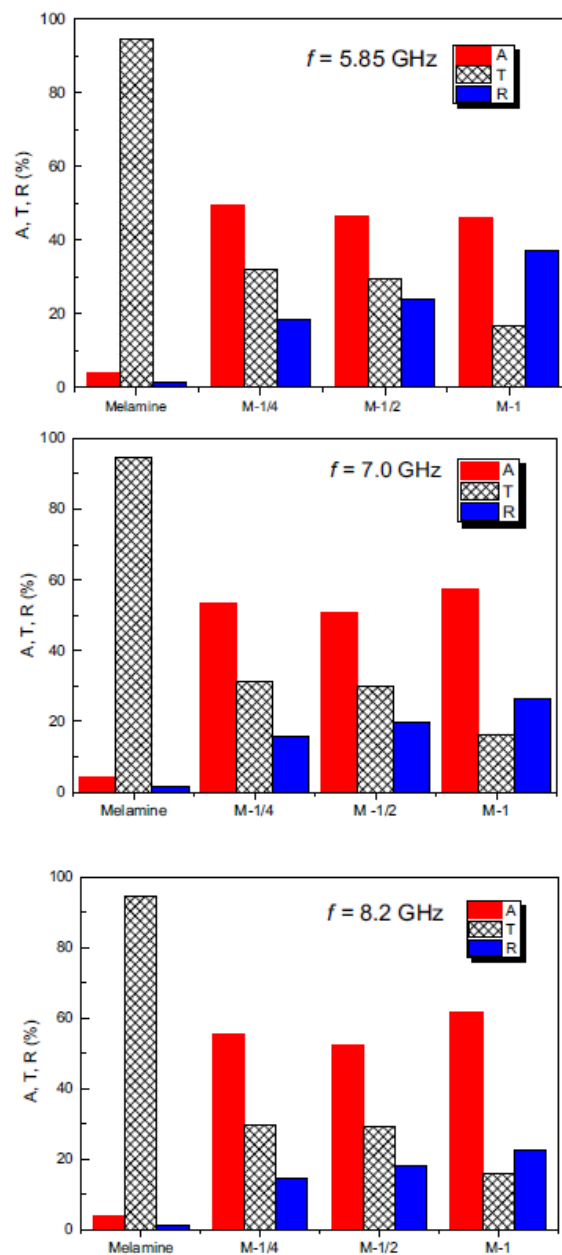 100
f = 5.85 GHz
A
T
R
80
60
40
20
0
A, T, R (%)
Melamine M-1/4 M-1/2 M-1
100
f = 7.0 GHz
A
T
R
80
60
40
20
0
A, T, R (%)
Melamine M-1/4 M -1/2 M-1
100
f = 8.2 GHz
A
T
R
80
60
40
20
0
A, T, R (%)
Melamine M-1/4 M-1/2 M-1